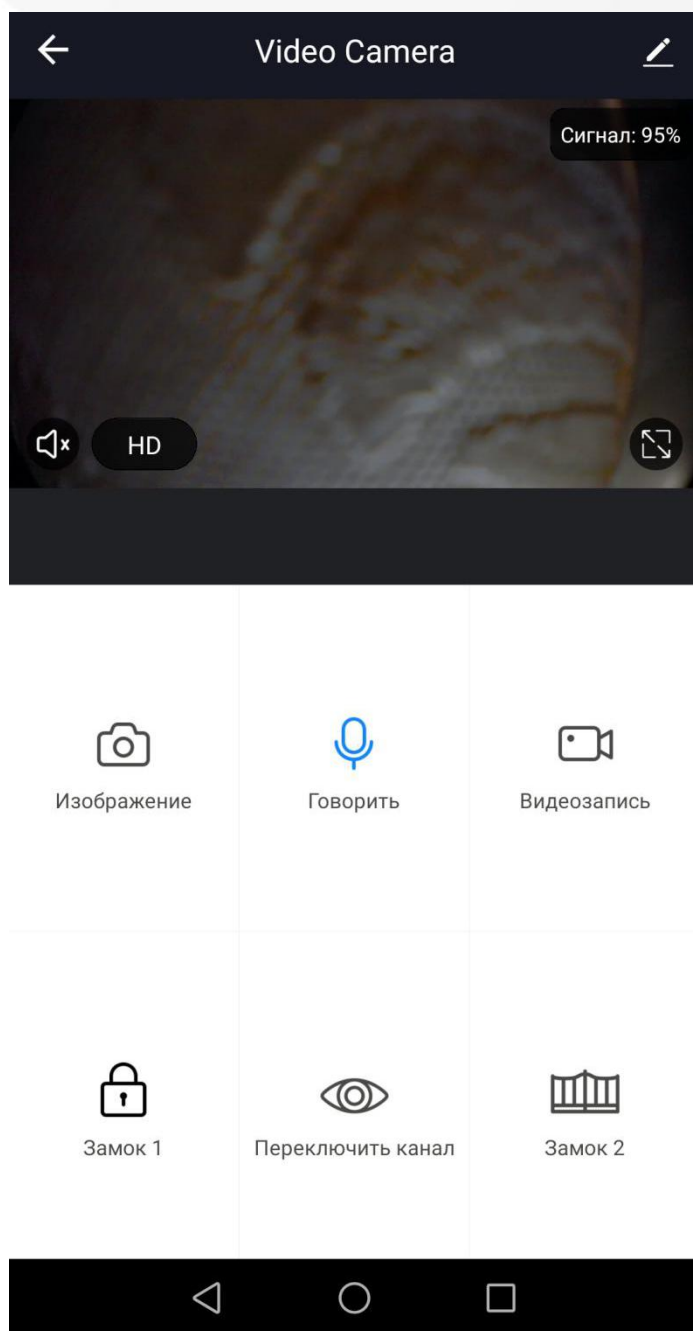 Video Camera
Сигнал: 95%
HD
Изображение
Говорить
Видеозапись
Замок 1
Переключить канал
Замок 2